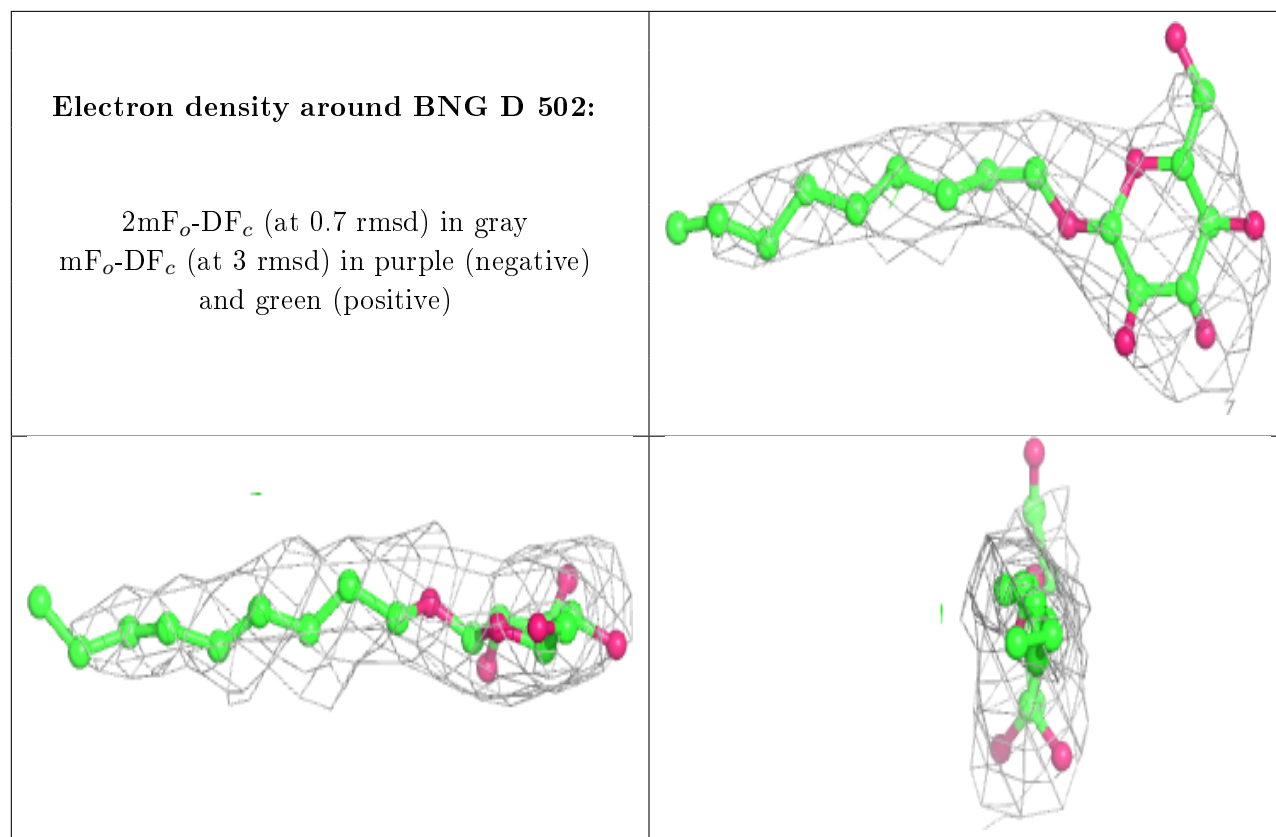 Electron density around BNG D 502:
2mFₒ-DF𝑐 (at 0.7 rmsd) in gray
mFₒ-DF𝑐 (at 3 rmsd) in purple (negative)
and green (positive)